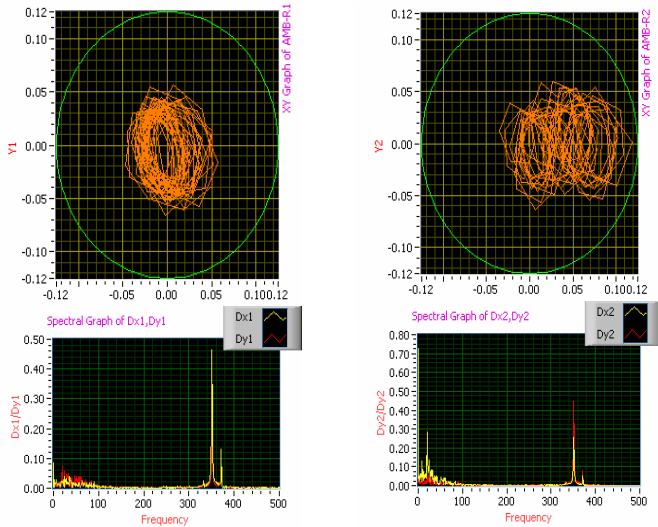 XY Graph of AMB-R1
Y1
0.12
0.10
0.05
0.00
-0.05
-0.10
-0.12
-0.12 -0.05 0.00 0.05 0.10 0.12
XY Graph of AMB-R2
Y2
0.12
0.10
0.05
0.00
-0.05
-0.10
-0.12
-0.12 -0.05 0.00 0.05 0.10 0.12
Spectral Graph of Dx1,Dy1
Dx1
Dy1
Dx1/Dy1
0.50
0.40
0.30
0.20
0.10
0.00
0 100 200 300 400 500
Frequency
Spectral Graph of Dx2,Dy2
Dx2
Dy2
Dy2/Dy2
0.80
0.70
0.60
0.50
0.40
0.30
0.20
0.10
0.00
0 100 200 300 400 500
Frequency